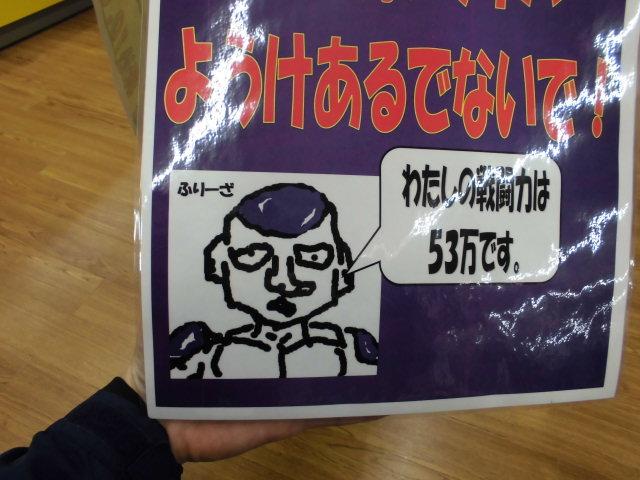 ようけあるでないで!
ふりーざ
わたしの戦闘力は
53万です。